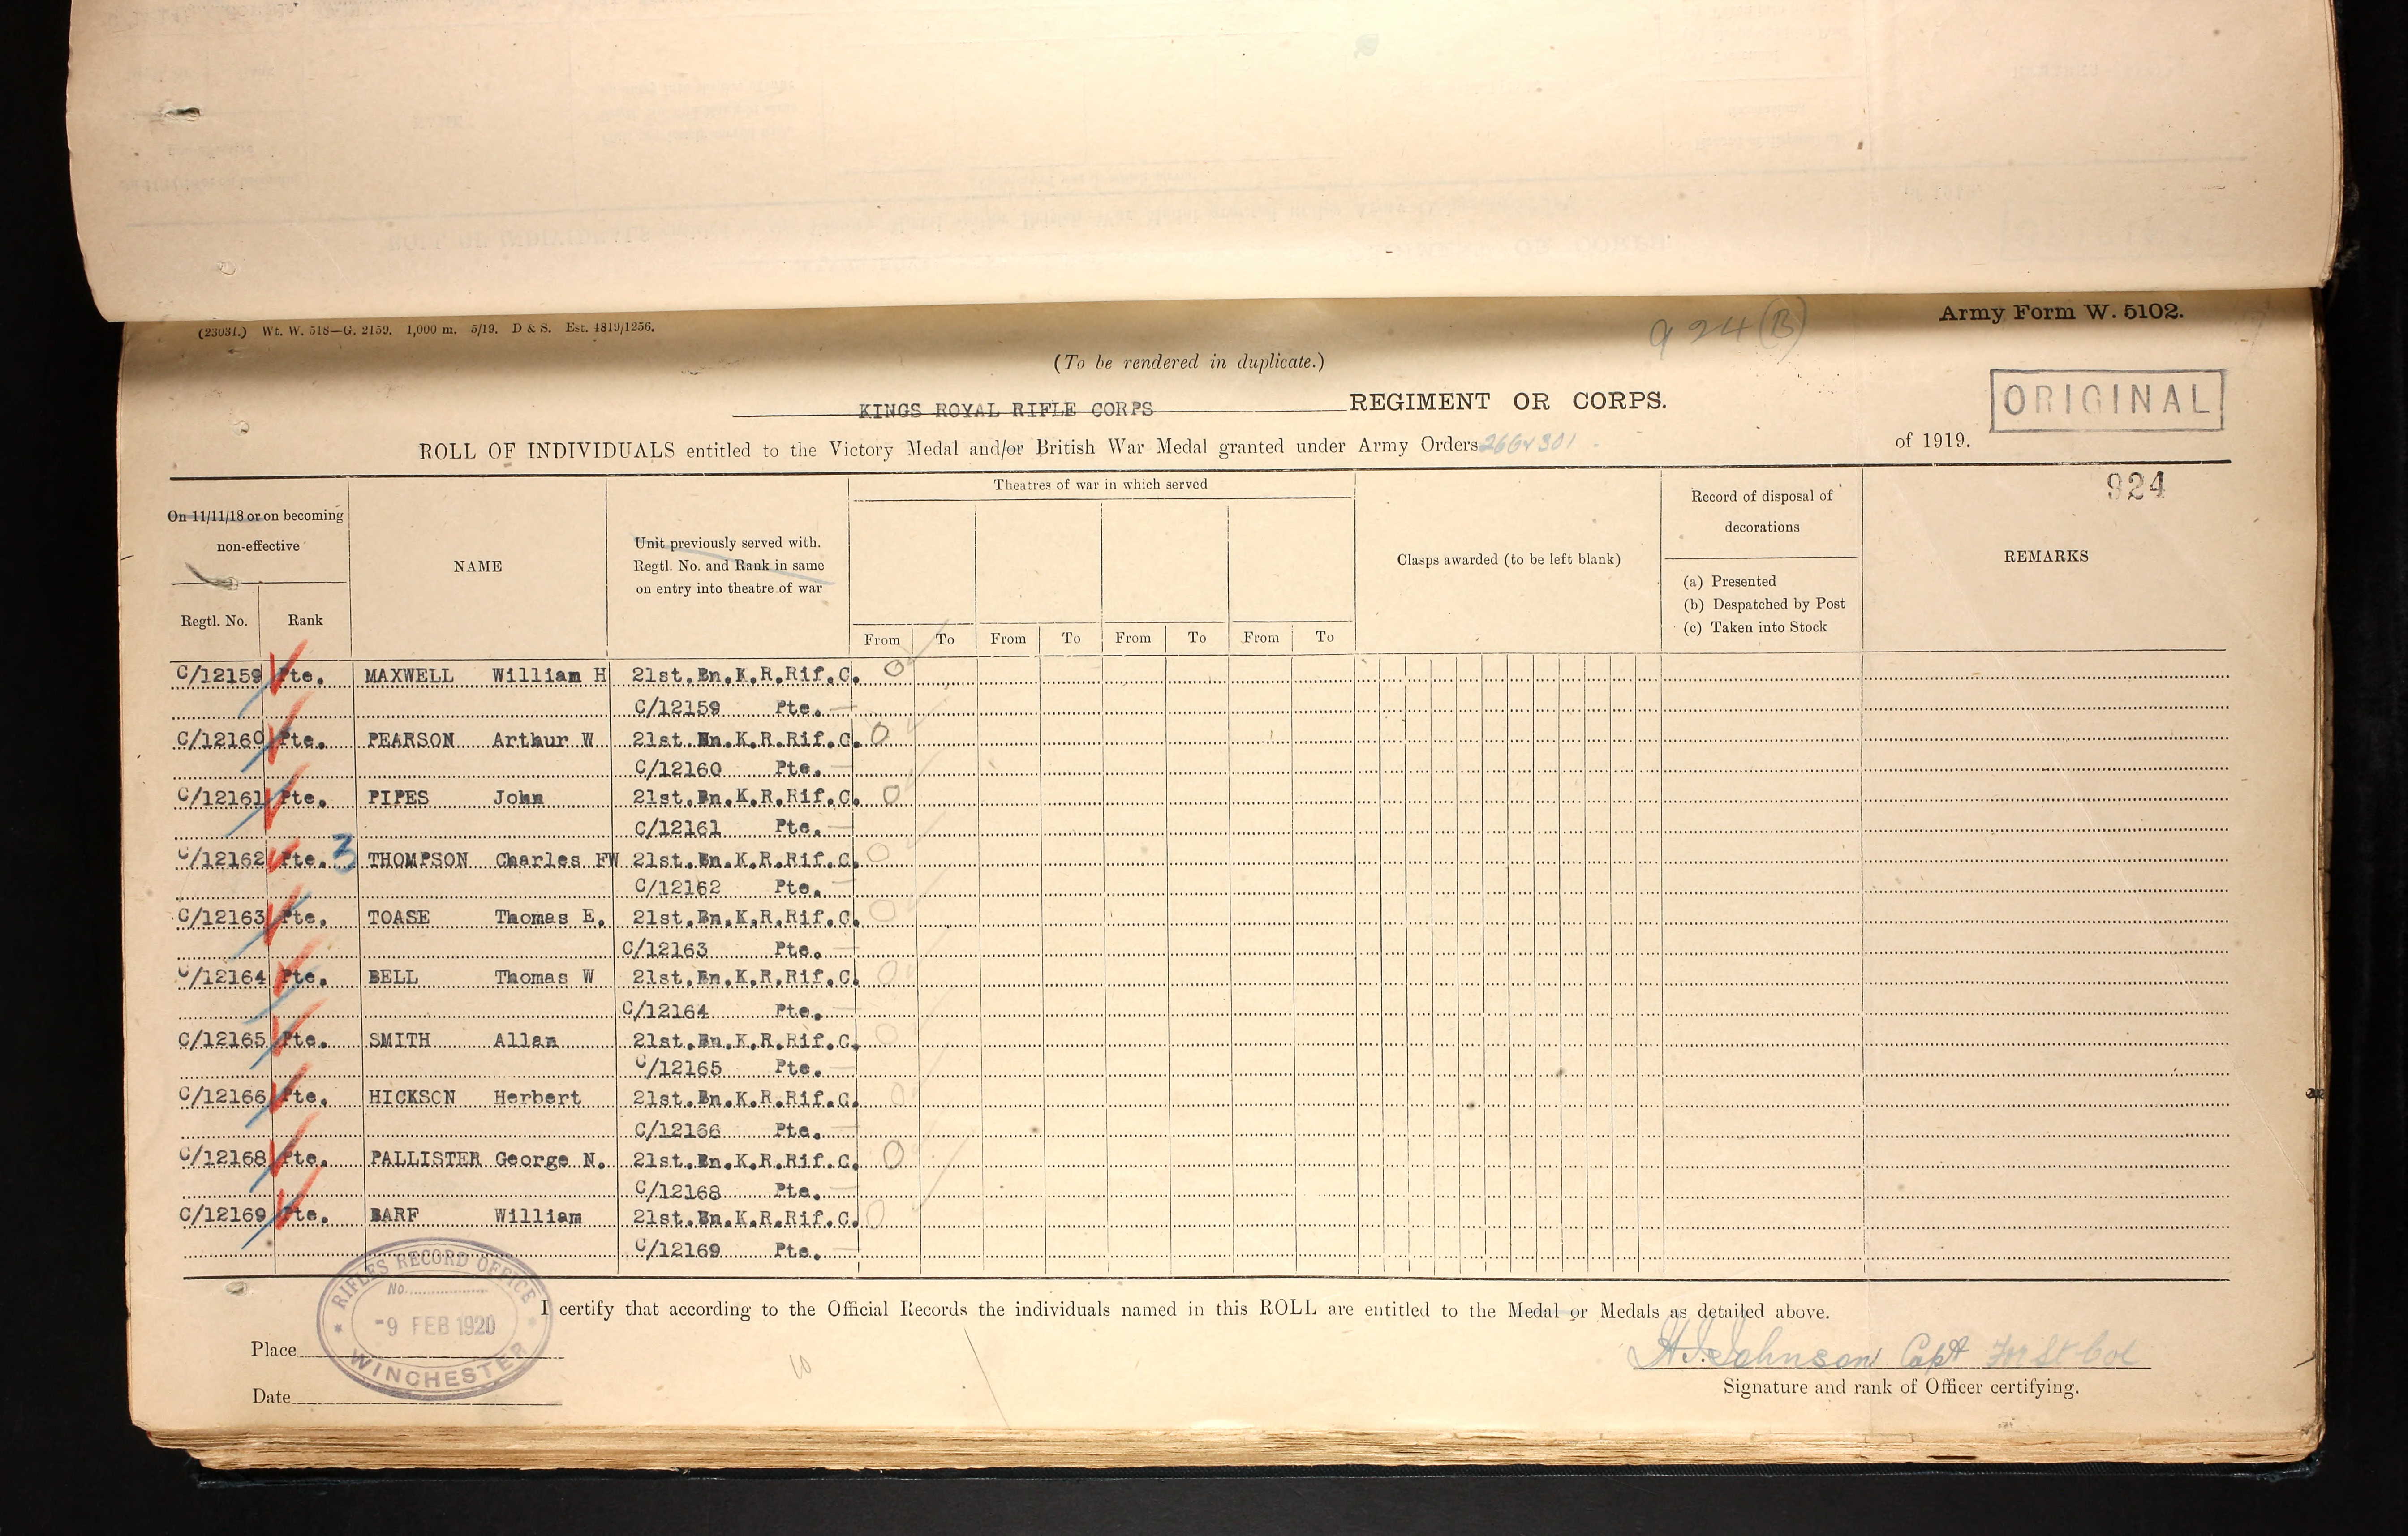 (23031.) Wt. W. 518—G. 2159. 1,000 m. 5/19. D & S. Est. 1819/1256.
924 (B)
Army Form W. 5102.
(To be rendered in duplicate.)
KINGS ROYAL RIFLE CORPS REGIMENT OR CORPS.
ORIGINAL
ROLL OF INDIVIDUALS entitled to the Victory Medal and/or British War Medal granted under Army Orders 266 & 301 of 1919.
924
On 11/11/18 or on becoming
non-effective
Regtl. No. Rank
NAME
Unit previously served with.
Regtl. No. and Rank in same
on entry into theatre of war
Theatres of war in which served
From To From To From To From To
Clasps awarded (to be left blank)
Record of disposal of
decorations
(a) Presented
(b) Despatched by Post
(c) Taken into Stock
REMARKS
C/12159 Pte. MAXWELL William H 21st.Bn.K.R.Rif.C. O
C/12159 Pte.
C/12160 Pte. PEARSON Arthur W 21st.Bn.K.R.Rif.C. O
C/12160 Pte.
C/12161 Pte. PIPES John 21st.Bn.K.R.Rif.C. O
C/12161 Pte.
C/12162 Pte. 3 THOMPSON Charles FW 21st.Bn.K.R.Rif.C. O
C/12162 Pte.
C/12163 Pte. TOASE Thomas E. 21st.Bn.K.R.Rif.C. O
C/12163 Pte.
C/12164 Pte. BELL Thomas W 21st.Bn.K.R.Rif.C. O
C/12164 Pte.
C/12165 Pte. SMITH Allan 21st.Bn.K.R.Rif.C. O
C/12165 Pte.
C/12166 Pte. HICKSON Herbert 21st.Bn.K.R.Rif.C. O
C/12166 Pte.
C/12168 Pte. PALLISTER George N. 21st.Bn.K.R.Rif.C. O
C/12168 Pte.
C/12169 Pte. BARF William 21st.Bn.K.R.Rif.C. O
C/12169 Pte.
RIFLES RECORD OFFICE
No.
-9 FEB 1920
WINCHESTER
I certify that according to the Official Records the individuals named in this ROLL are entitled to the Medal or Medals as detailed above.
Place
10
Johnson Capt For Lt Col
Signature and rank of Officer certifying.
Date